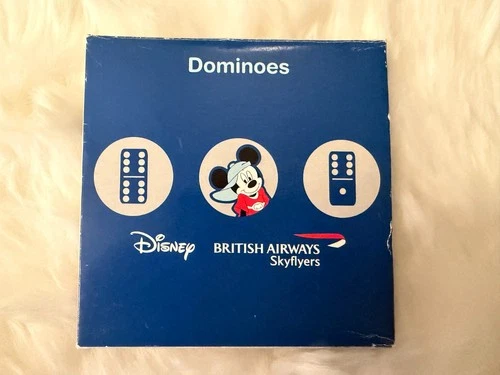 Dominoes
Disney
BRITISH AIRWAYS
Skyflyers